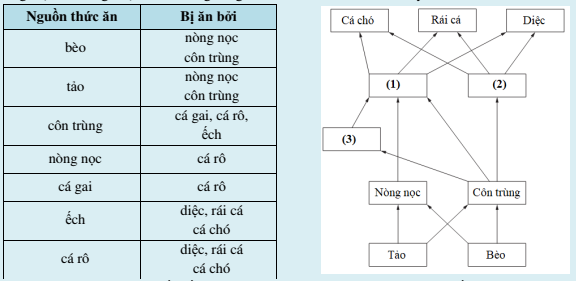 Nguồn thức ăn Bị ăn bởi
bèo nòng nọc
côn trùng
tảo nòng nọc
côn trùng
côn trùng cá gai, cá rô,
ếch
nòng nọc cá rô
cá gai cá rô
ếch diệc, rái cá
cá chó
cá rô diệc, rái cá
cá chó
Cá chó Rái cá Diệc
(1) (2)
(3)
Nòng nọc Côn trùng
Tảo Bèo